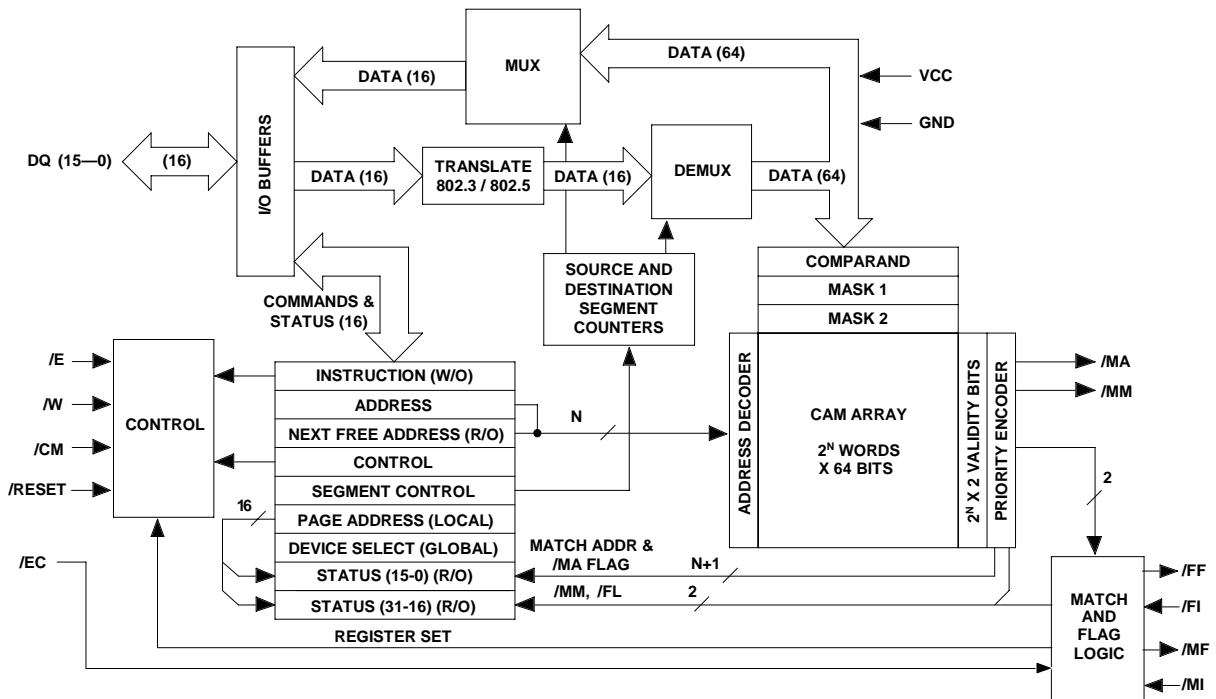 MUX
DATA (64)
DATA (16)
VCC
GND
DQ (15—0)
(16)
I/O BUFFERS
DATA (16)
TRANSLATE
802.3 / 802.5
DATA (16)
DEMUX
DATA (64)
COMMANDS &
STATUS (16)
SOURCE AND
DESTINATION
SEGMENT
COUNTERS
COMPARAND
MASK 1
MASK 2
/E
/W
/CM
/RESET
CONTROL
INSTRUCTION (W/O)
ADDRESS
NEXT FREE ADDRESS (R/O)
CONTROL
SEGMENT CONTROL
PAGE ADDRESS (LOCAL)
DEVICE SELECT (GLOBAL)
STATUS (15-0) (R/O)
STATUS (31-16) (R/O)
REGISTER SET
16
N
ADDRESS DECODER
CAM ARRAY
2ᴺ WORDS
X 64 BITS
2ᴺ X 2 VALIDITY BITS
PRIORITY ENCODER
/MA
/MM
2
/EC
MATCH ADDR &
/MA FLAG
N+1
/MM, /FL
2
MATCH
AND
FLAG
LOGIC
/FF
/FI
/MF
/MI